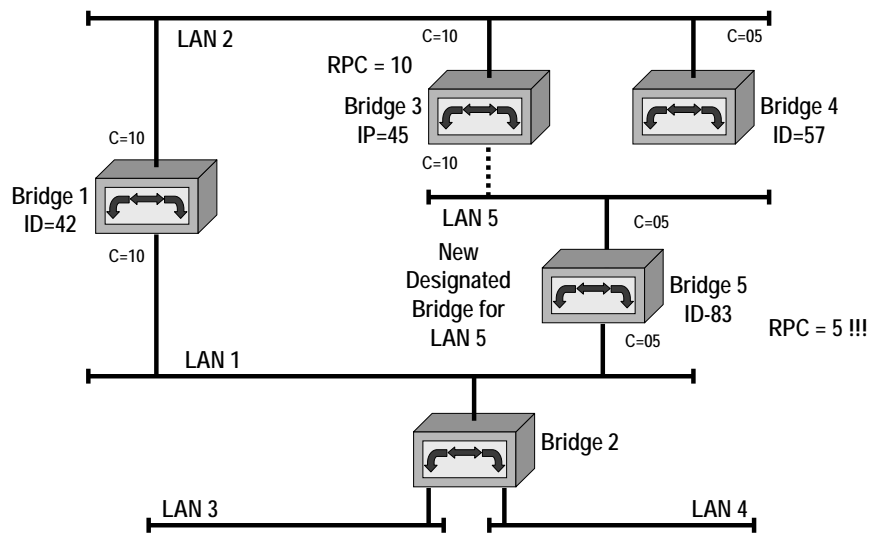 LAN 2
C=10
C=05
RPC = 10
Bridge 3
IP=45
Bridge 4
ID=57
C=10
C=10
Bridge 1
ID=42
LAN 5
C=05
C=10
New
Designated
Bridge for
LAN 5
Bridge 5
ID-83
RPC = 5 !!!
C=05
LAN 1
Bridge 2
LAN 3
LAN 4